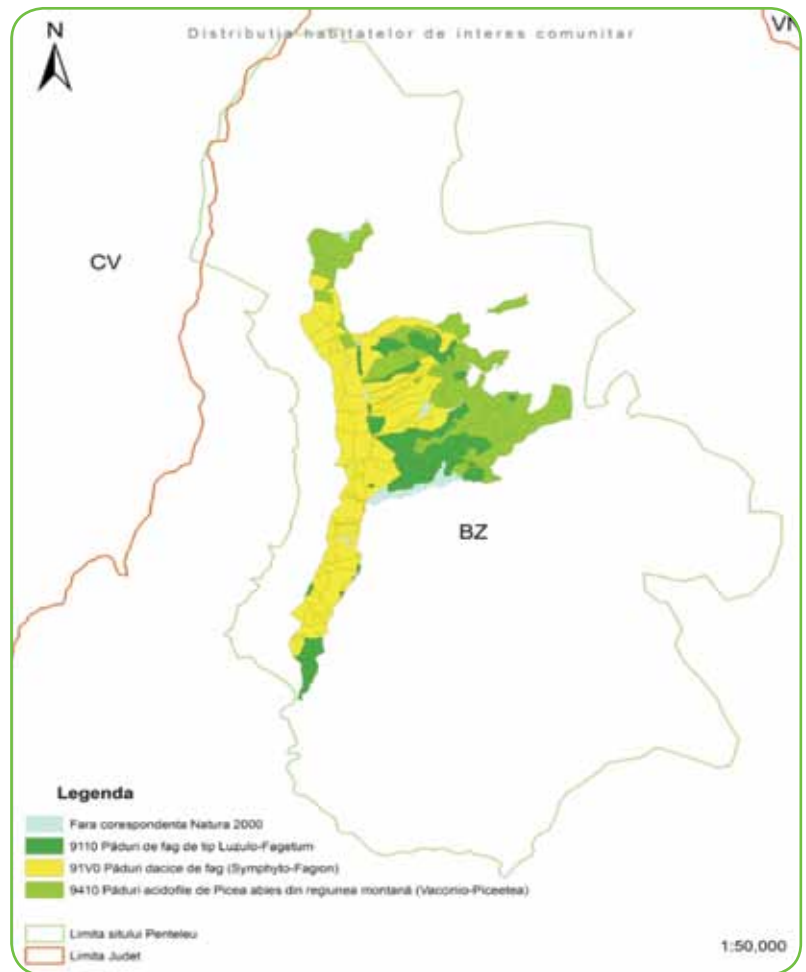 Distributia habitatelor de interes comunitar
N
VN
CV
BZ
Legenda
Fara corespondenta Natura 2000
9110 Păduri de fag de tip Luzulo-Fagetum
91V0 Păduri dacice de fag (Symphyto-Fagion)
9410 Păduri acidofile de Picea abies din regiunea montană (Vaccinio-Piceetea)
Limita sitului Penteleu
Limita Judet
1:50,000